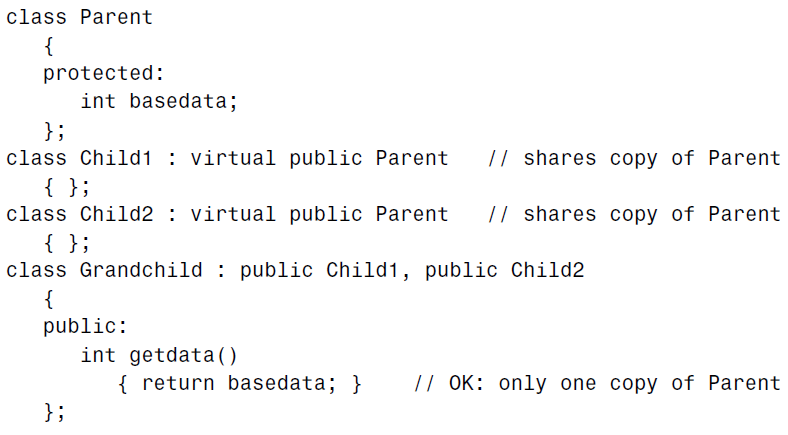 class Parent
   {
   protected:
      int basedata;
   };
class Child1 : virtual public Parent   // shares copy of Parent
   { };
class Child2 : virtual public Parent   // shares copy of Parent
   { };
class Grandchild : public Child1, public Child2
   {
   public:
      int getdata()
         { return basedata; }    // OK: only one copy of Parent
   };